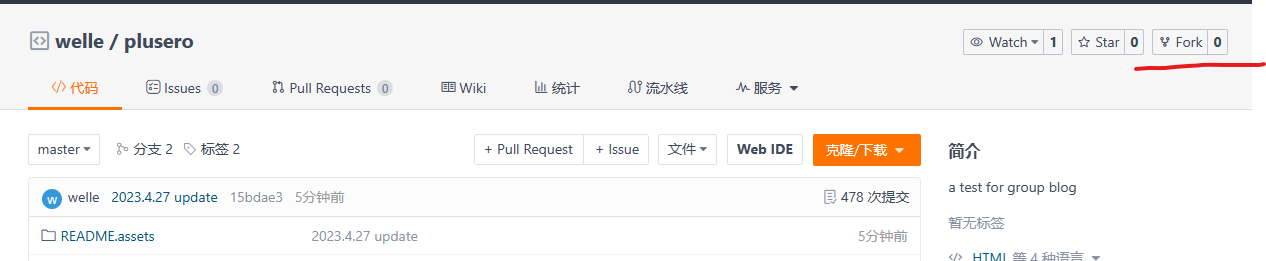 welle / plusero
Watch 1 Star 0 Fork 0
代码 Issues 0 Pull Requests 0 Wiki 统计 流水线 服务
master 分支 2 标签 2 + Pull Request + Issue 文件 Web IDE 克隆/下载
简介
w welle 2023.4.27 update 15bdae3 5分钟前 478 次提交
a test for group blog
暂无标签
README.assets 2023.4.27 update 5分钟前
HTML 等 4 种语言